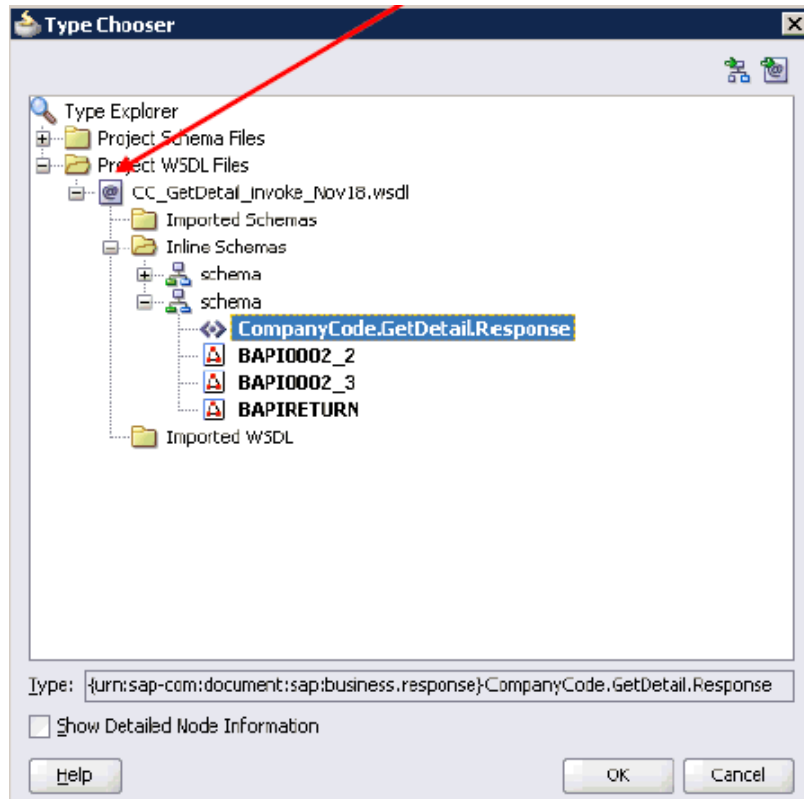 Type Chooser
Type Explorer
Project Schema Files
Project WSDL Files
CC_GetDetail_invoke_Nov18.wsdl
Imported Schemas
Inline Schemas
schema
schema
CompanyCode.GetDetail.Response
BAPI0002_2
BAPI0002_3
BAPIRETURN
Imported WSDL
Type: {urn:sap-com:document:sap:business.response}CompanyCode.GetDetail.Response
Show Detailed Node Information
Help OK Cancel